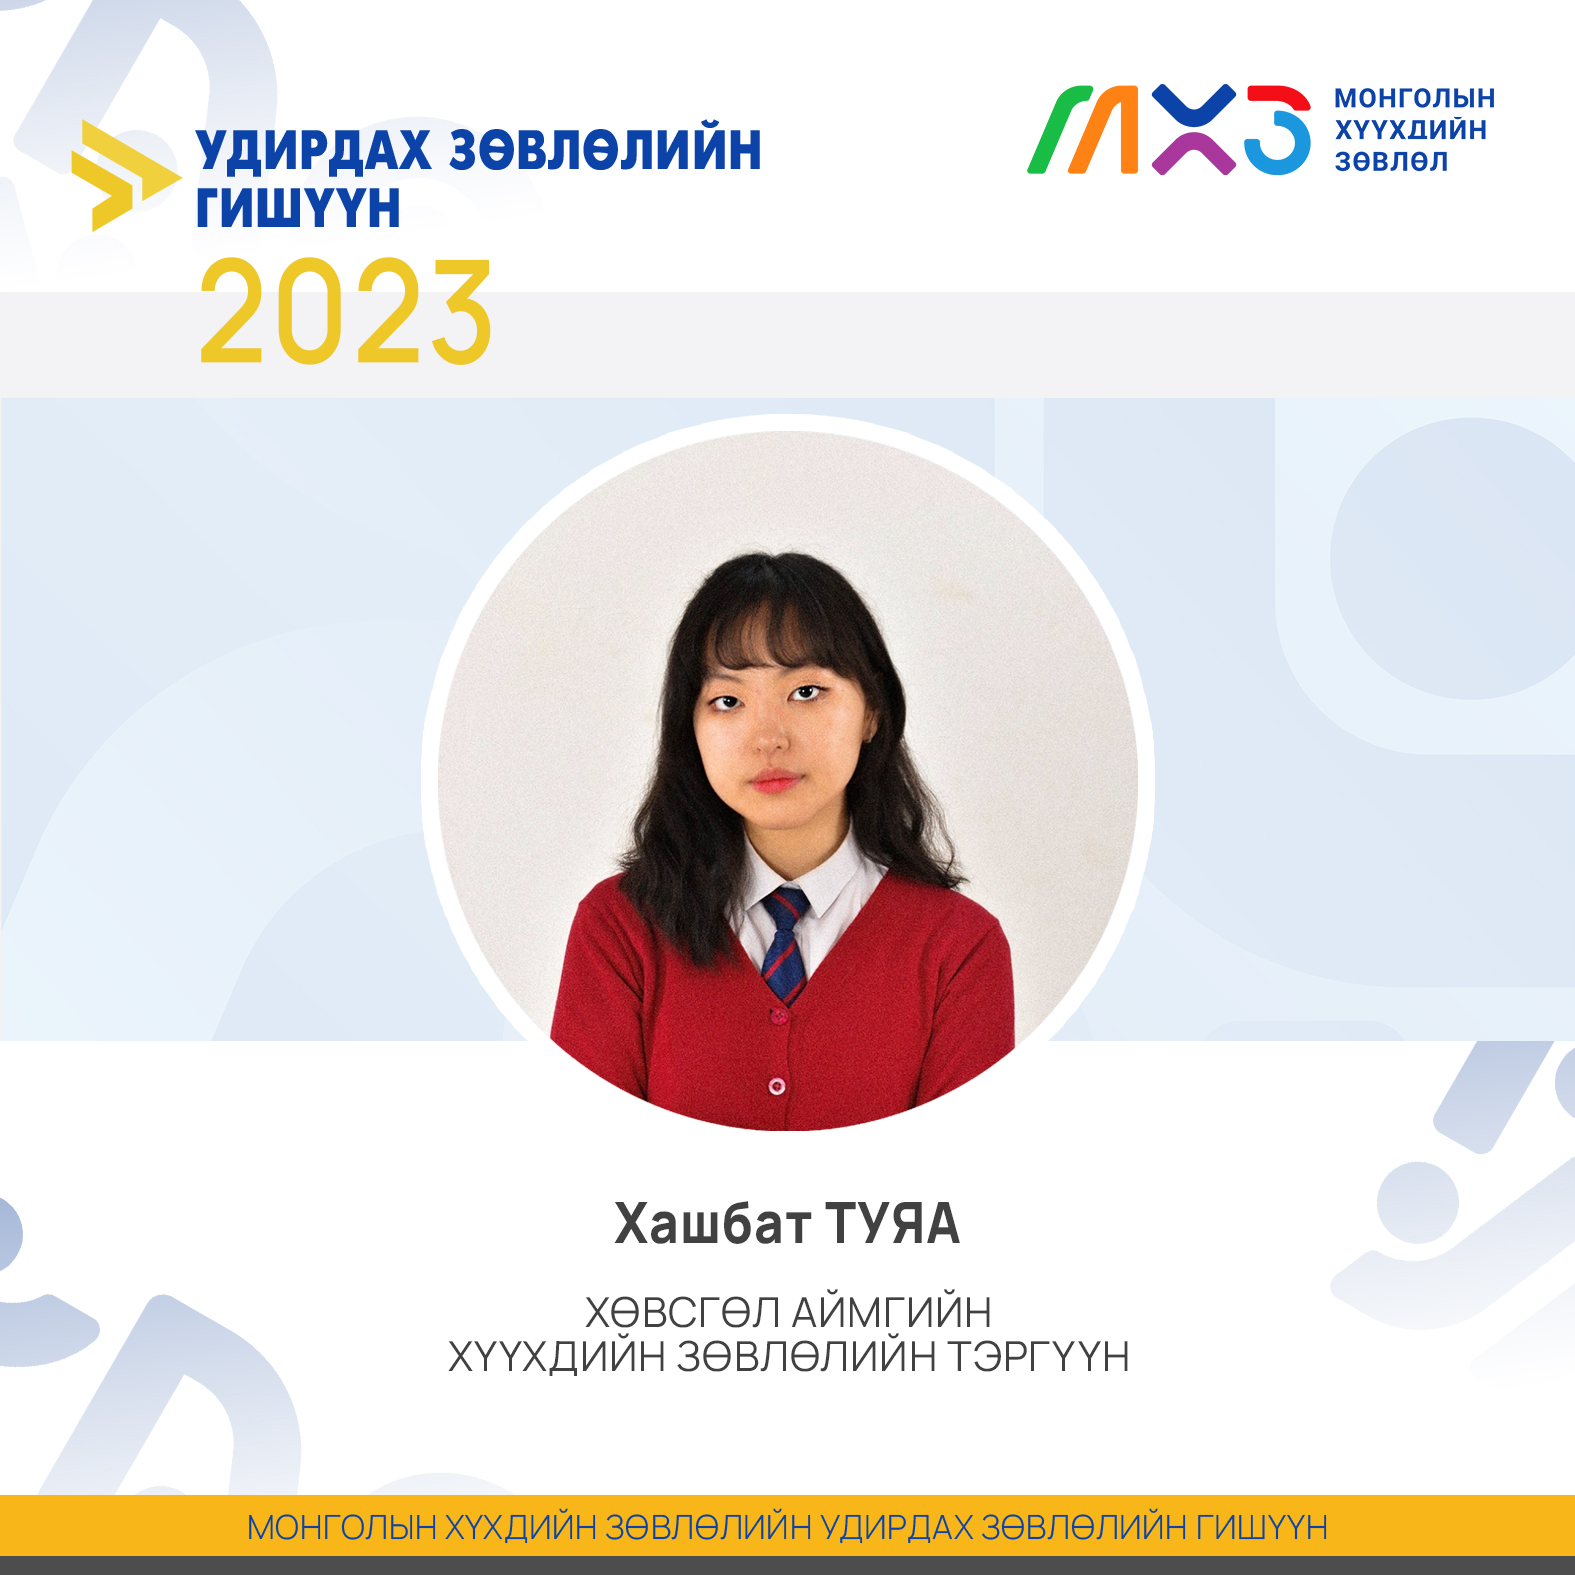 УДИРДАХ ЗӨВЛӨЛИЙН
ГИШҮҮН
2023
МХЗ
МОНГОЛЫН
ХҮҮХДИЙН
ЗӨВЛӨЛ
Хашбат ТУЯА
ХӨВСГӨЛ АЙМГИЙН
ХҮҮХДИЙН ЗӨВЛӨЛИЙН ТЭРГҮҮН
МОНГОЛЫН ХҮХДИЙН ЗӨВЛӨЛИЙН УДИРДАХ ЗӨВЛӨЛИЙН ГИШҮҮН